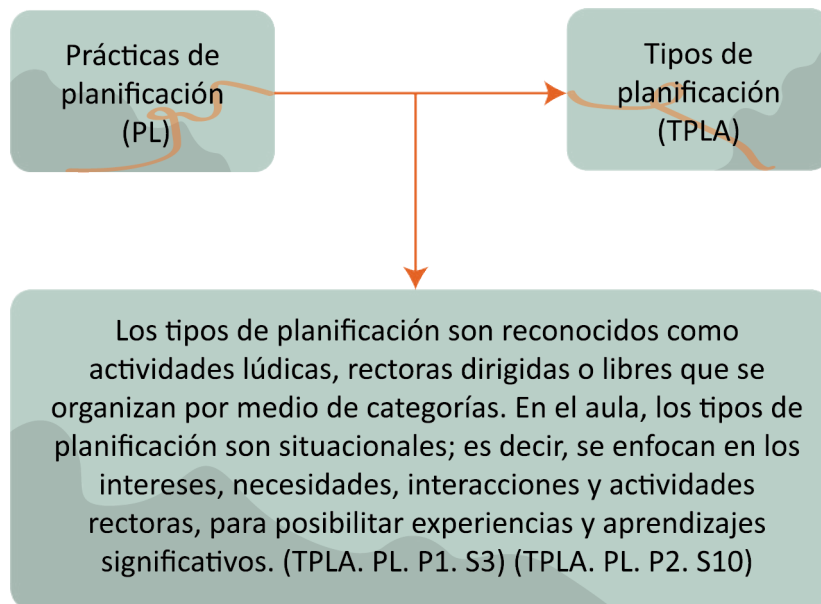 Prácticas de
planificación
(PL)
Tipos de
planificación
(TPLA)
Los tipos de planificación son reconocidos como
actividades lúdicas, rectoras dirigidas o libres que se
organizan por medio de categorías. En el aula, los tipos de
planificación son situacionales; es decir, se enfocan en los
intereses, necesidades, interacciones y actividades
rectoras, para posibilitar experiencias y aprendizajes
significativos. (TPLA. PL. P1. S3) (TPLA. PL. P2. S10)